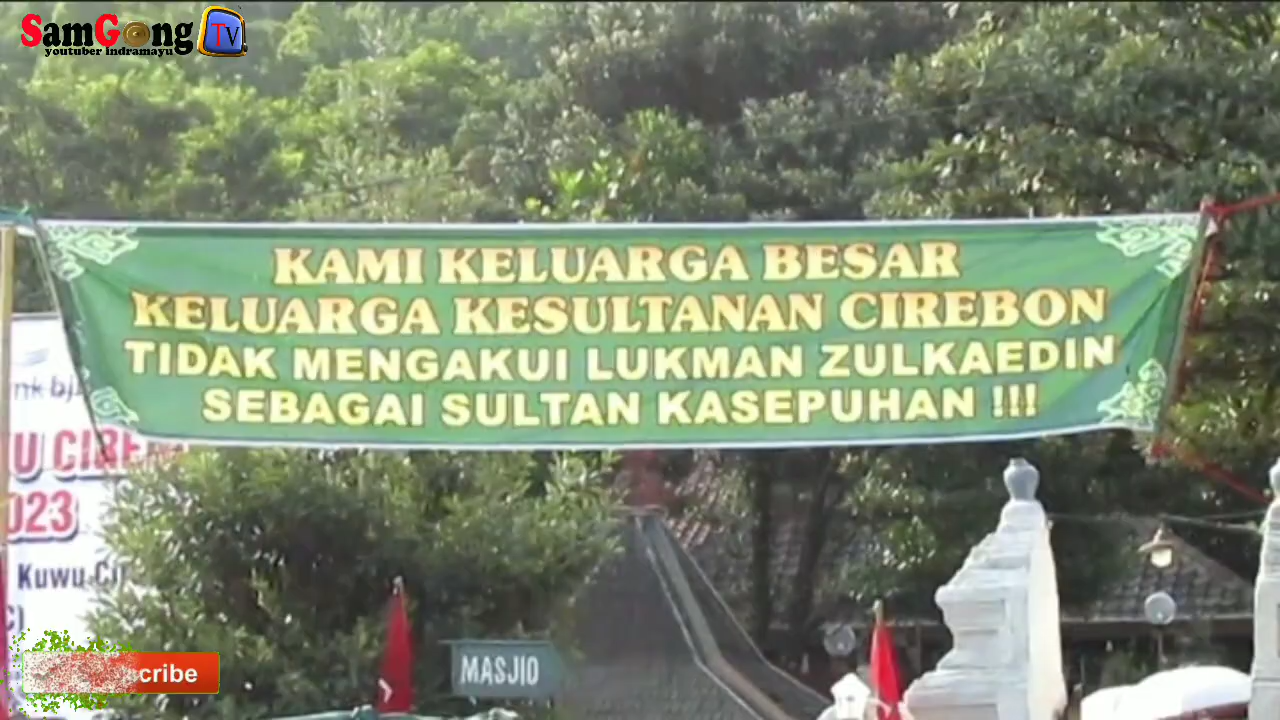 SamGong TV
youtuber indramayu
KAMI KELUARGA BESAR
KELUARGA KESULTANAN CIREBON
TIDAK MENGAKUI LUKMAN ZULKAEDIN
SEBAGAI SULTAN KASEPUHAN !!!
2023
Kuwu
MASJID
cribe